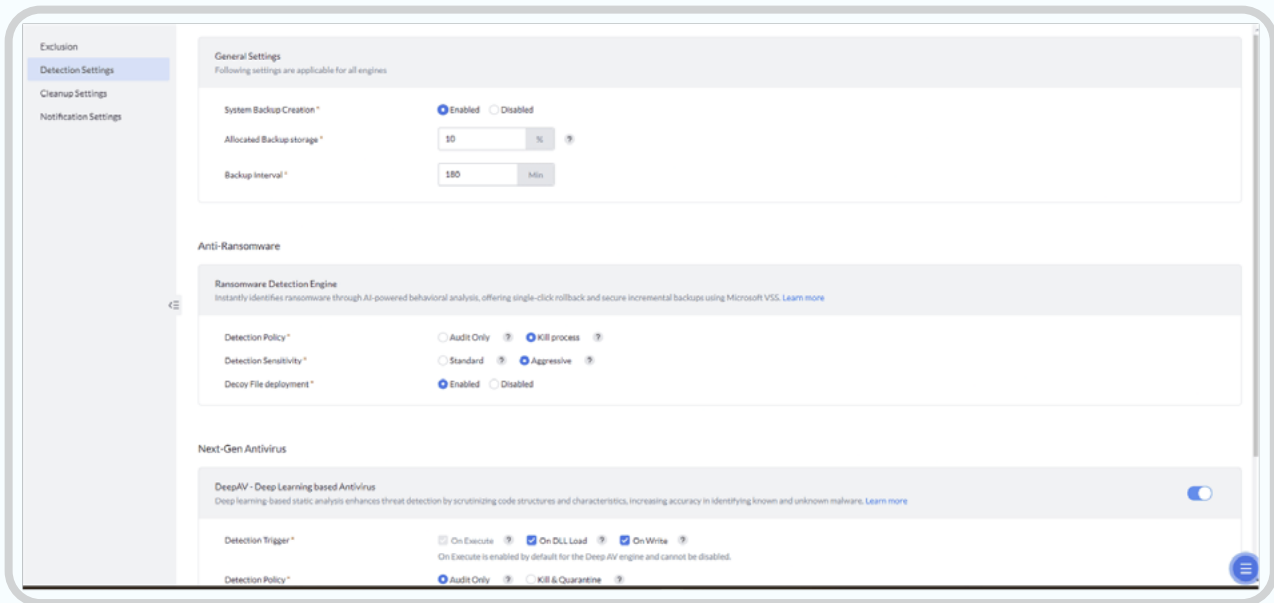 Exclusion
Detection Settings
Cleanup Settings
Notification Settings
General Settings
Following settings are applicable for all engines
System Backup Creation *
Enabled Disabled
Allocated Backup storage *
10 % ?
Backup Interval *
180 Min
Anti-Ransomware
Ransomware Detection Engine
Instantly identifies ransomware through AI-powered behavioral analysis, offering single-click rollback and secure incremental backups using Microsoft VSS. Learn more
Detection Policy *
Audit Only ? Kill process ?
Detection Sensitivity *
Standard ? Aggressive ?
Decoy File deployment *
Enabled Disabled
Next-Gen Antivirus
DeepAV - Deep Learning based Antivirus
Deep learning-based static analysis enhances threat detection by scrutinizing code structures and characteristics, increasing accuracy in identifying known and unknown malware. Learn more
Detection Trigger *
On Execute ? On DLL Load ? On Write ?
On Execute is enabled by default for the Deep AV engine and cannot be disabled.
Detection Policy *
Audit Only ? Kill & Quarantine ?